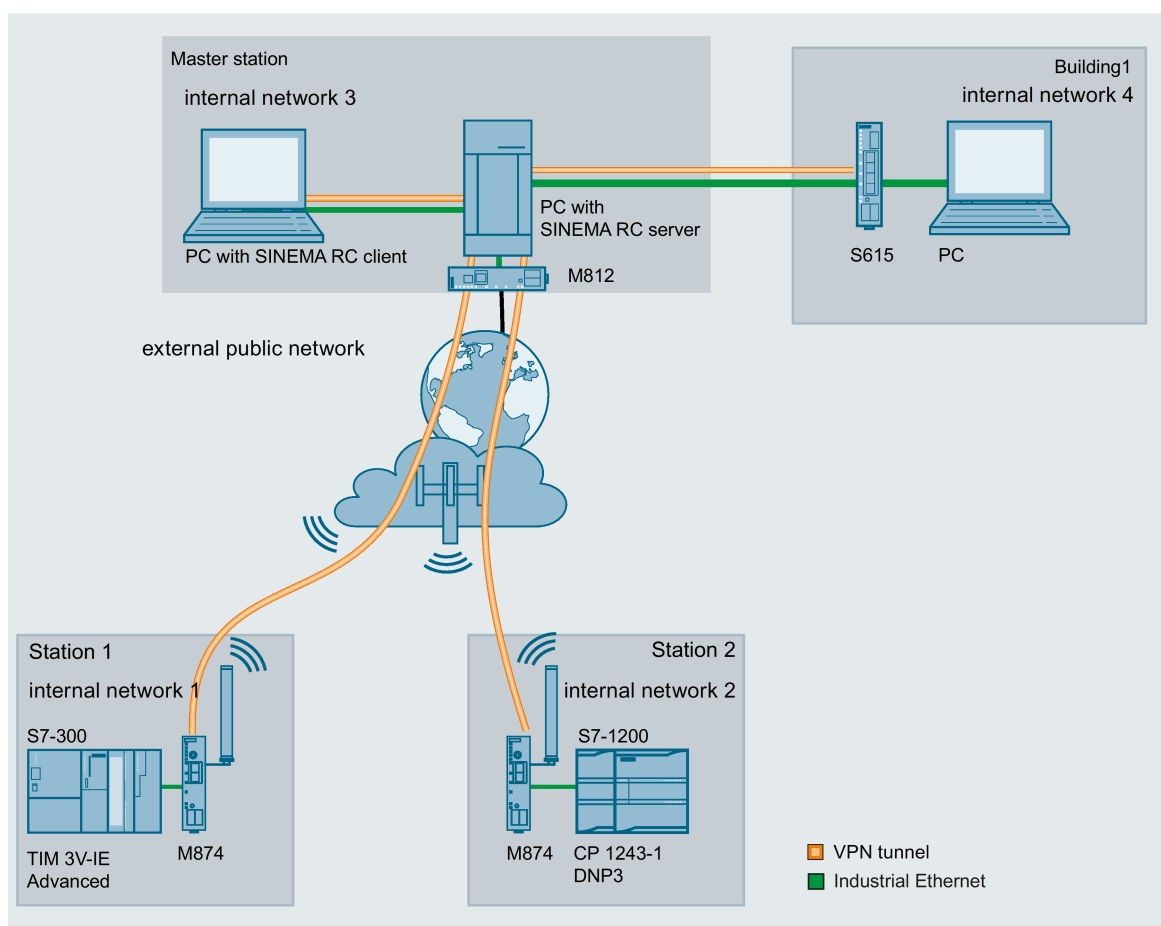 Master station
internal network 3
PC with SINEMA RC client
PC with
SINEMA RC server
M812
Building1
internal network 4
S615
PC
external public network
Station 1
internal network 1
S7-300
TIM 3V-IE
Advanced
M874
Station 2
internal network 2
S7-1200
M874
CP 1243-1
DNP3
VPN tunnel
Industrial Ethernet